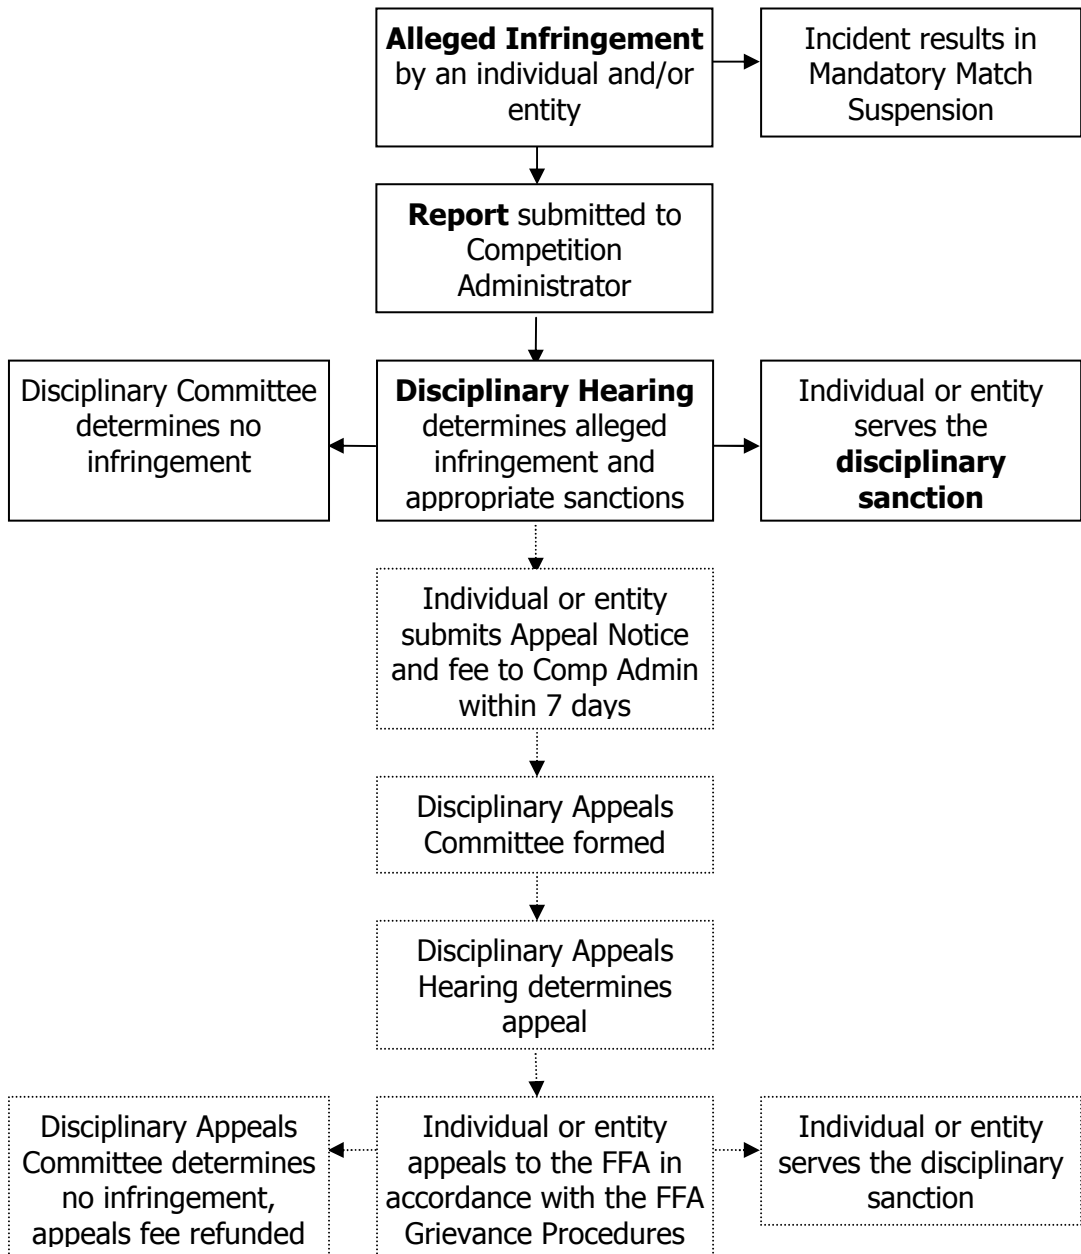 Alleged Infringement
by an individual and/or
entity
Incident results in
Mandatory Match
Suspension
Report submitted to
Competition
Administrator
Disciplinary Committee
determines no
infringement
Disciplinary Hearing
determines alleged
infringement and
appropriate sanctions
Individual or entity
serves the
disciplinary
sanction
Individual or entity
submits Appeal Notice
and fee to Comp Admin
within 7 days
Disciplinary Appeals
Committee formed
Disciplinary Appeals
Hearing determines
appeal
Disciplinary Appeals
Committee determines
no infringement,
appeals fee refunded
Individual or entity
appeals to the FFA in
accordance with the FFA
Grievance Procedures
Individual or entity
serves the disciplinary
sanction